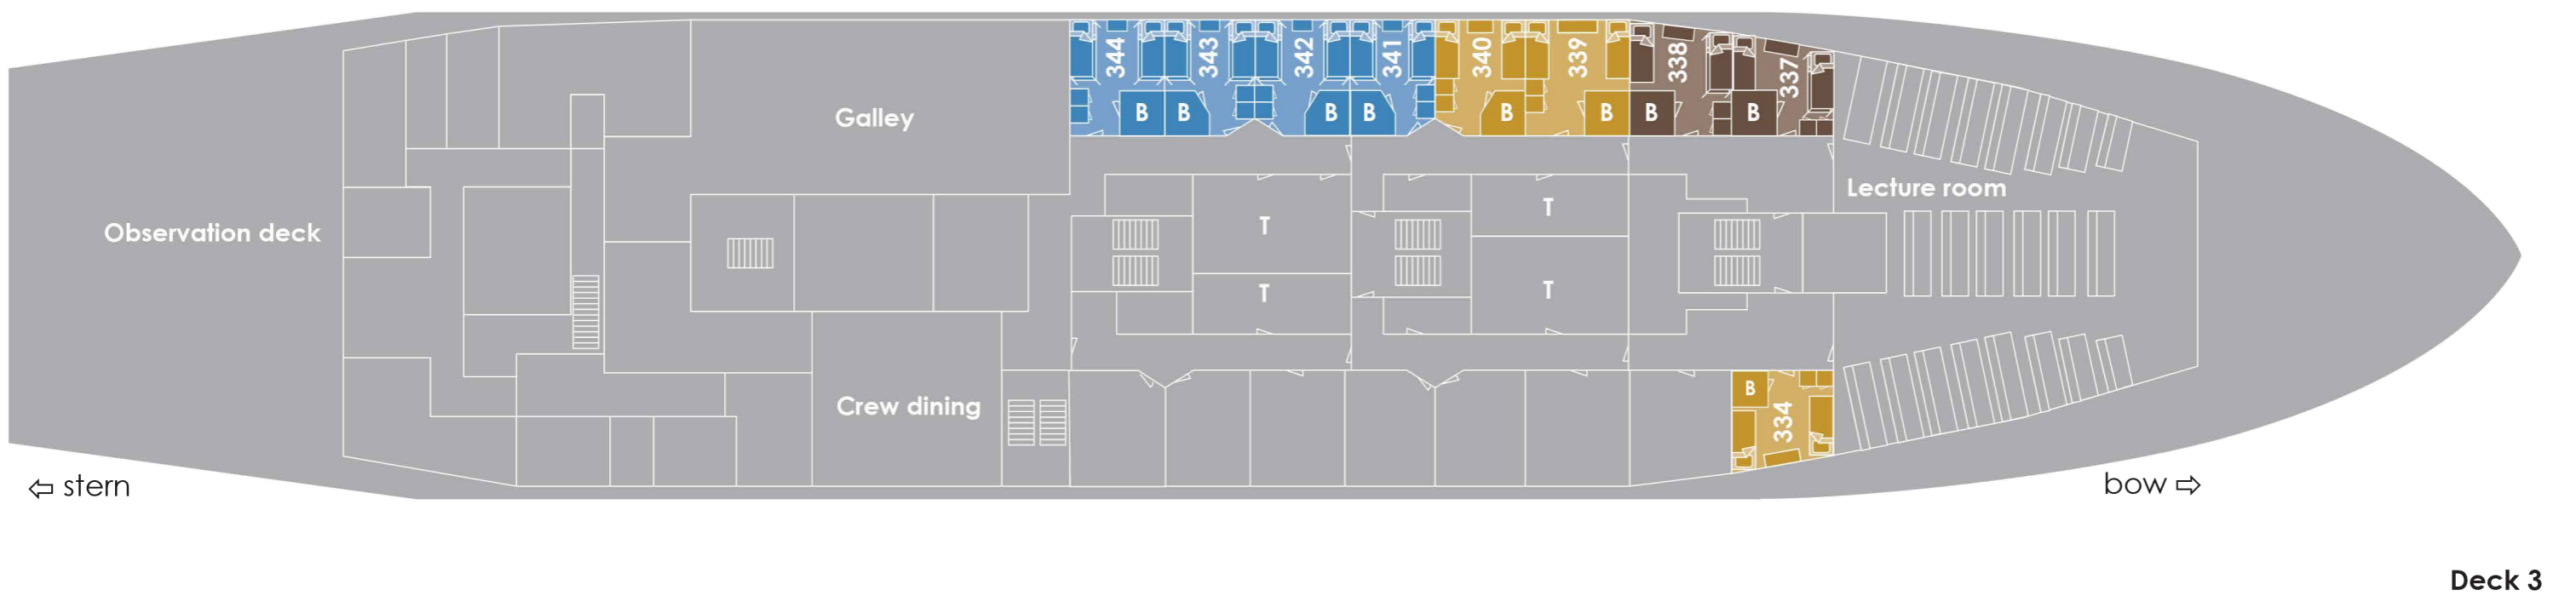 344 343 342 341 340 339 338 337
B B B B B B B B
Galley
T T
Lecture room
Observation deck
T T
B
334
Crew dining
⇦ stern
bow ⇨
Deck 3